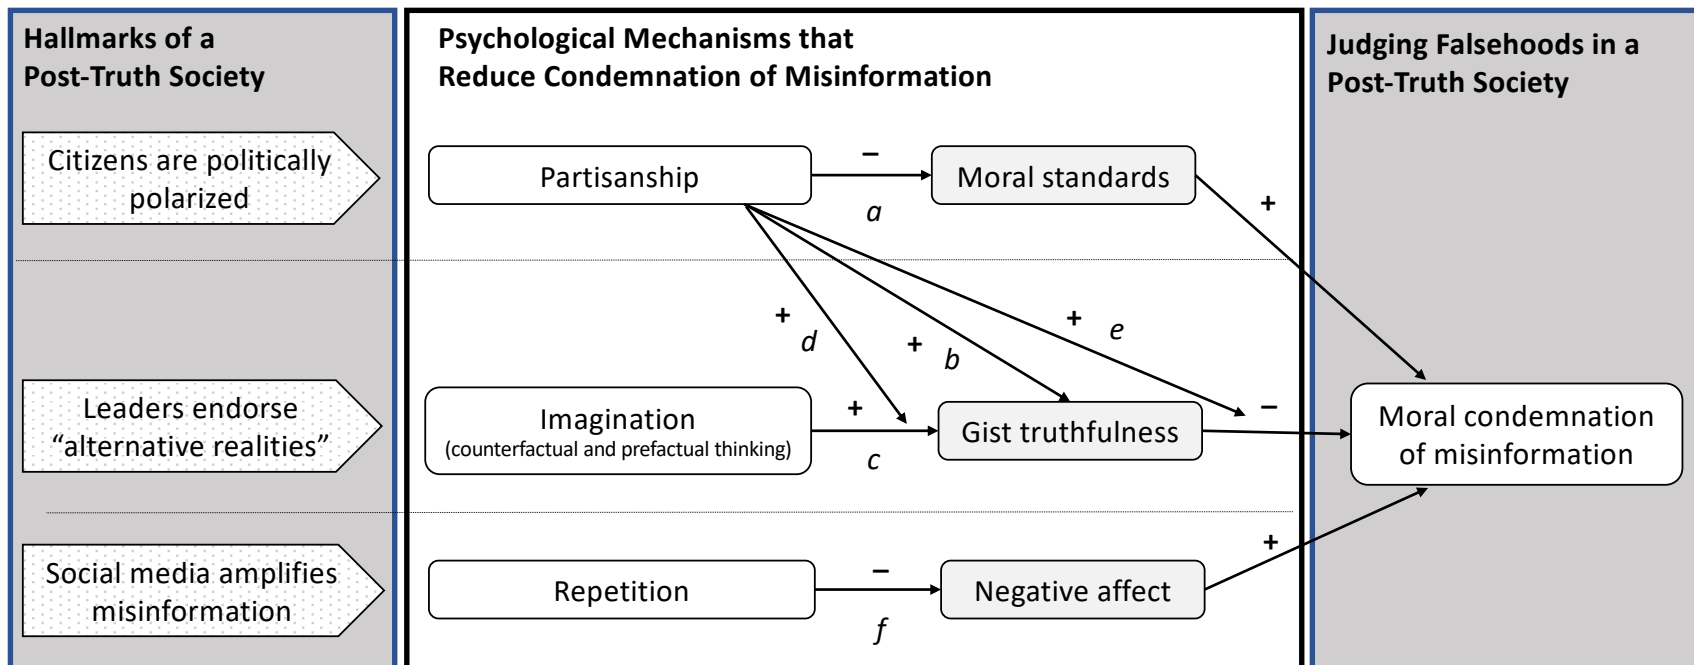 Hallmarks of a
Post-Truth Society
Psychological Mechanisms that
Reduce Condemnation of Misinformation
Judging Falsehoods in a
Post-Truth Society
Citizens are politically
polarized
Partisanship
–
a
Moral standards
+
+
d
+
b
+
e
Leaders endorse
“alternative realities”
Imagination
(counterfactual and prefactual thinking)
+
c
Gist truthfulness
–
Moral condemnation
of misinformation
Social media amplifies
misinformation
Repetition
–
f
Negative affect
+